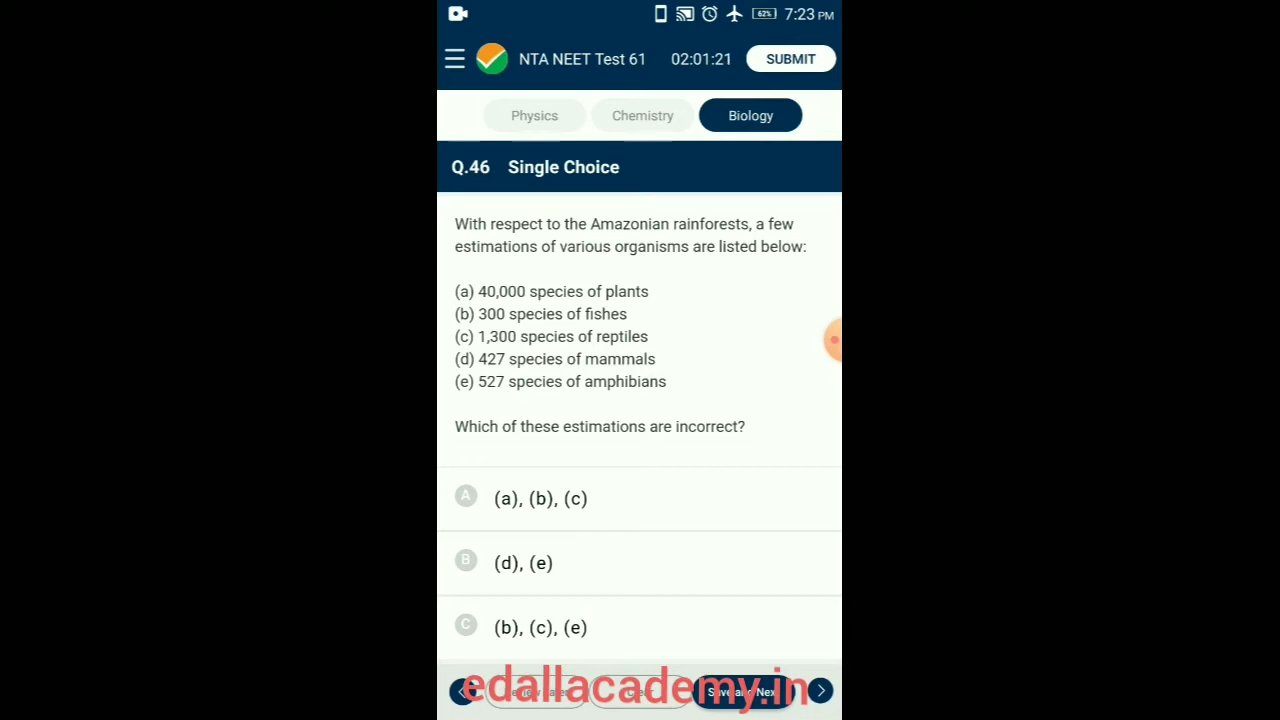 62% 7:23 PM
NTA NEET Test 61 02:01:21 SUBMIT
Physics Chemistry Biology
Q.46 Single Choice
With respect to the Amazonian rainforests, a few
estimations of various organisms are listed below:
(a) 40,000 species of plants
(b) 300 species of fishes
(c) 1,300 species of reptiles
(d) 427 species of mammals
(e) 527 species of amphibians
Which of these estimations are incorrect?
A (a), (b), (c)
B (d), (e)
C (b), (c), (e)
edallacademy.in